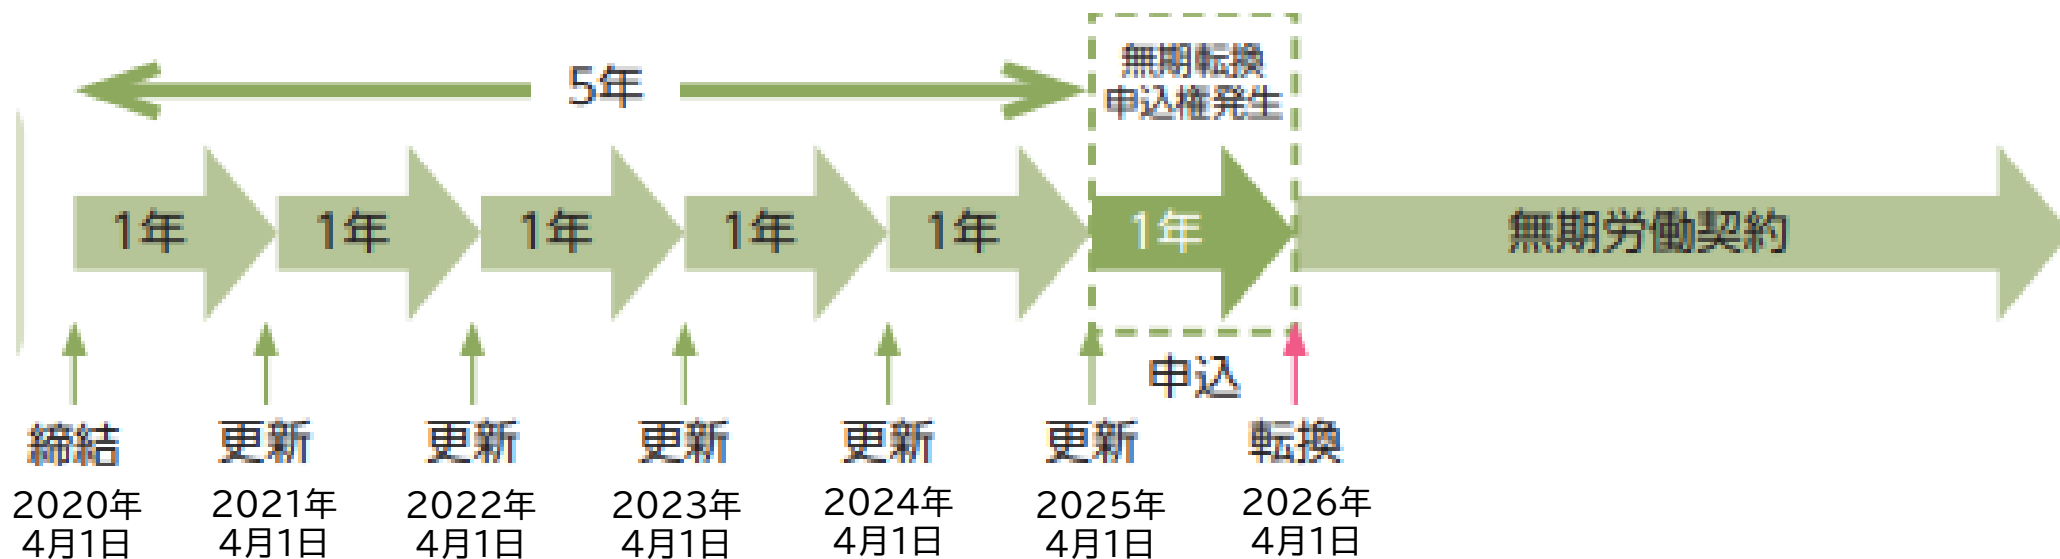 5年
無期転換
申込権発生
1年
1年
1年
1年
1年
1年
無期労働契約
申込
締結
更新
更新
更新
更新
更新
転換
2020年
4月1日
2021年
4月1日
2022年
4月1日
2023年
4月1日
2024年
4月1日
2025年
4月1日
2026年
4月1日